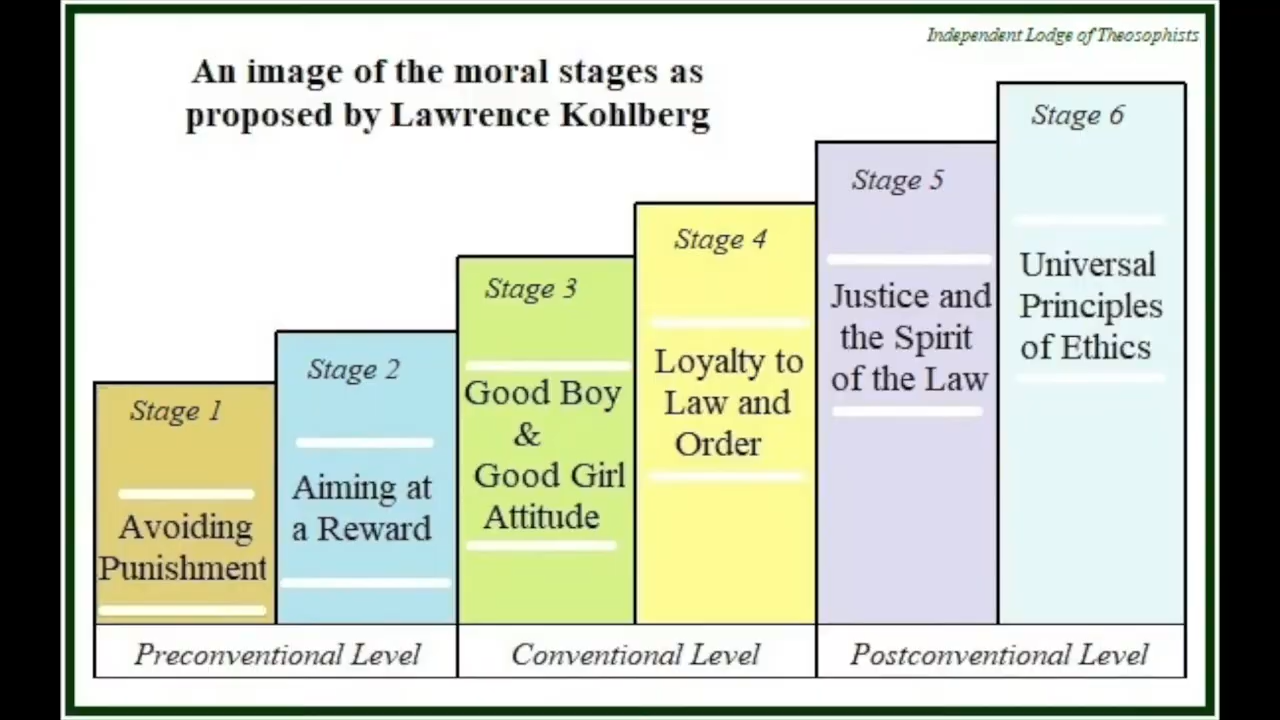 Independent Lodge of Theosophists
An image of the moral stages as
proposed by Lawrence Kohlberg
Stage 1
Avoiding
Punishment
Stage 2
Aiming at
a Reward
Stage 3
Good Boy
&
Good Girl
Attitude
Stage 4
Loyalty to
Law and
Order
Stage 5
Justice and
the Spirit
of the Law
Stage 6
Universal
Principles
of Ethics
Preconventional Level
Conventional Level
Postconventional Level